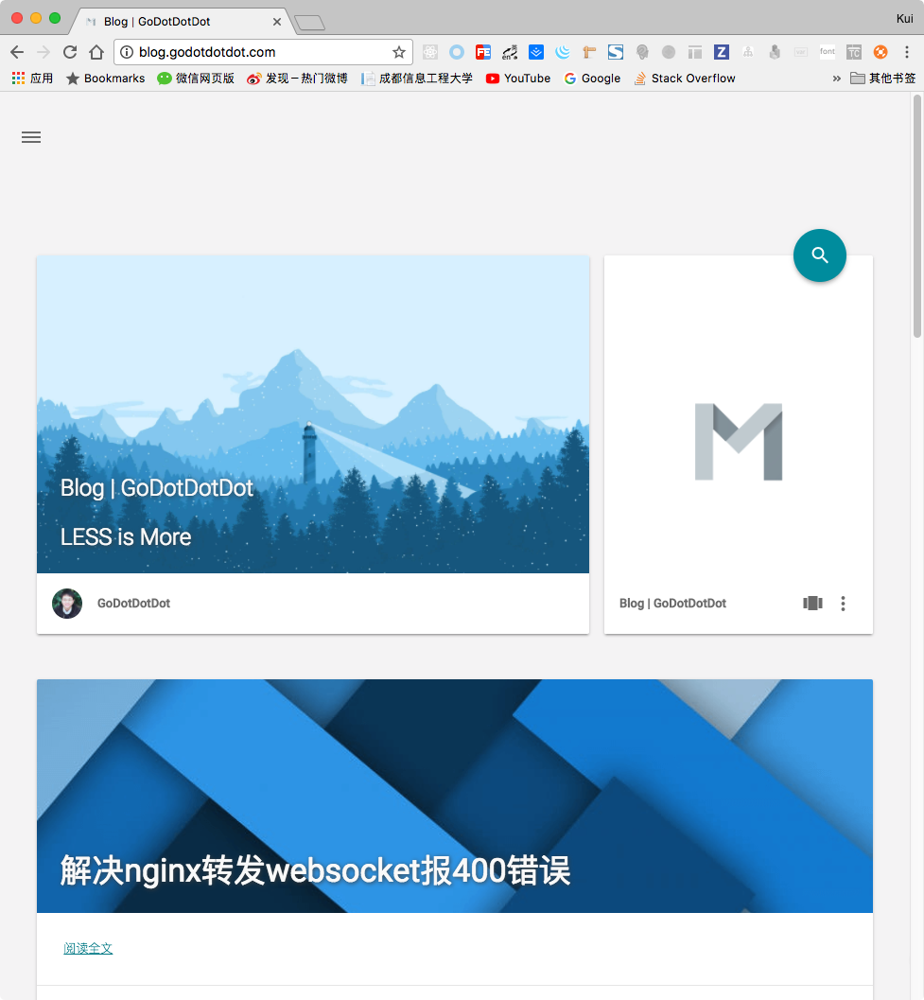 Blog | GoDotDotDot
Kui
blog.godotdotdot.com
应用 Bookmarks 微信网页版 发现－热门微博 成都信息工程大学 YouTube Google Stack Overflow » 其他书签
Blog | GoDotDotDot
LESS is More
GoDotDotDot
Blog | GoDotDotDot
解决nginx转发websocket报400错误
阅读全文